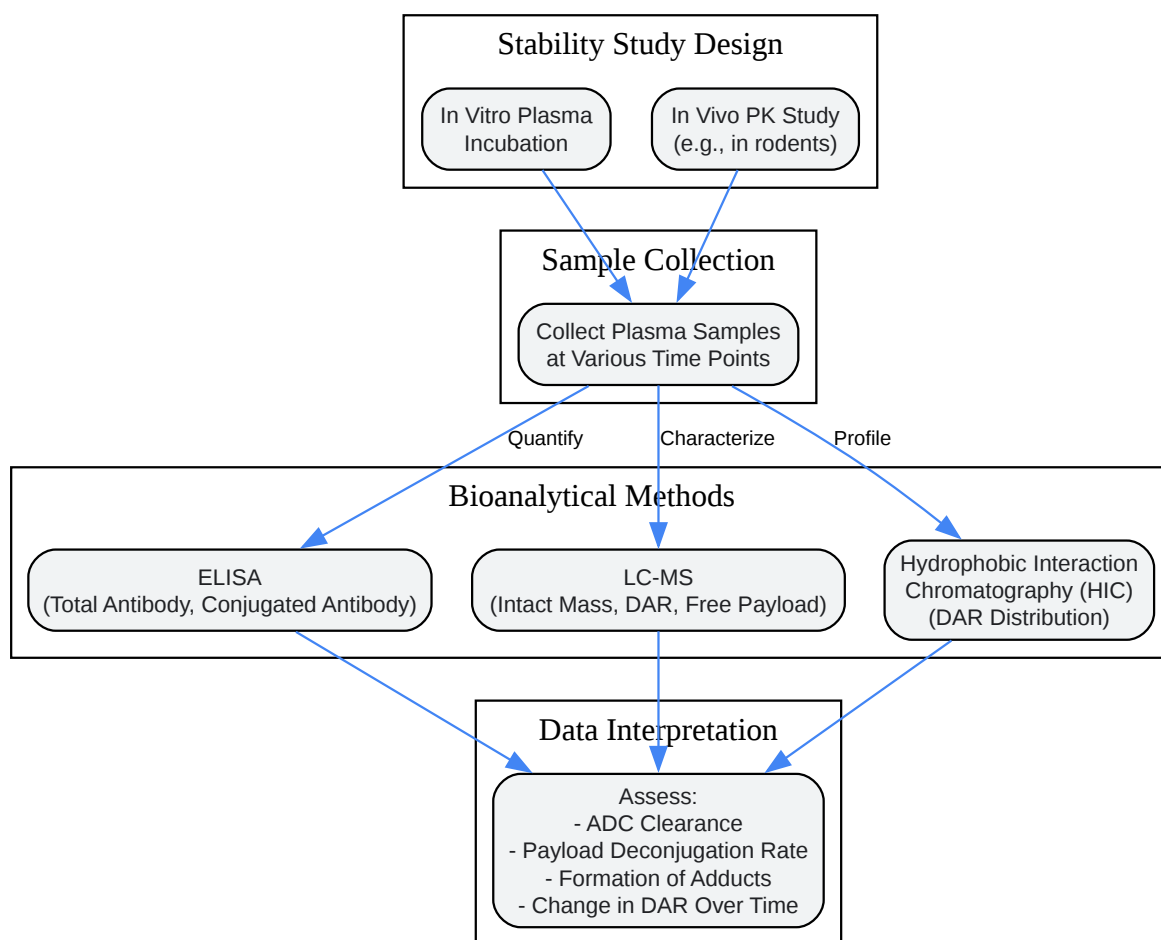 Stability Study Design
In Vitro Plasma
Incubation
In Vivo PK Study
(e.g., in rodents)
Sample Collection
Collect Plasma Samples
at Various Time Points
Quantify
Characterize
Profile
Bioanalytical Methods
ELISA
(Total Antibody, Conjugated Antibody)
LC-MS
(Intact Mass, DAR, Free Payload)
Hydrophobic Interaction
Chromatography (HIC)
(DAR Distribution)
Data Interpretation
Assess:
- ADC Clearance
- Payload Deconjugation Rate
- Formation of Adducts
- Change in DAR Over Time